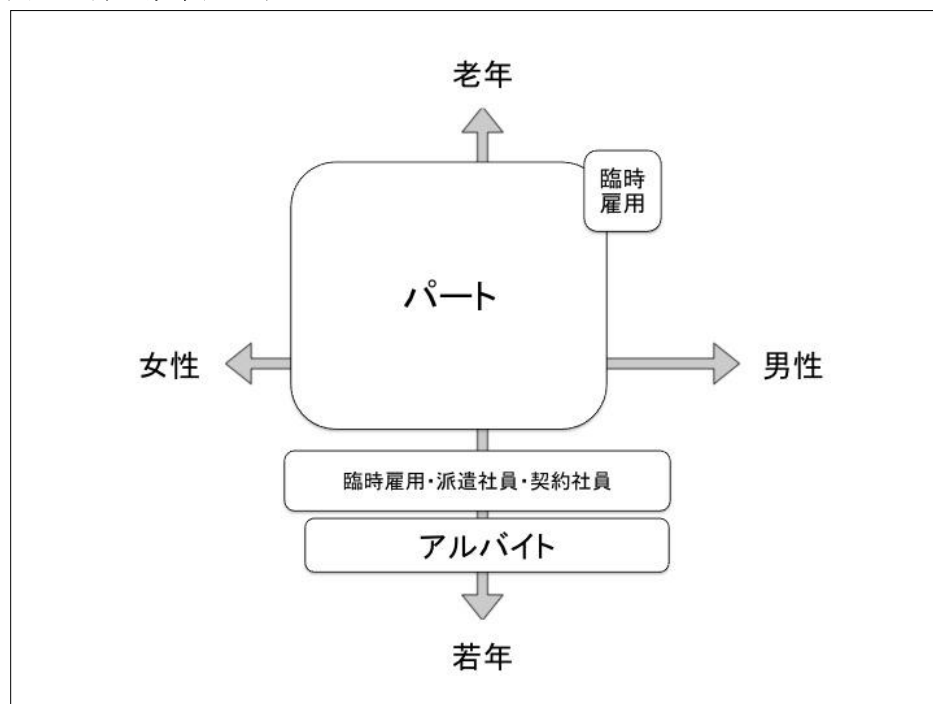 老年
臨時
雇用
パート
女性
男性
臨時雇用・派遣社員・契約社員
アルバイト
若年